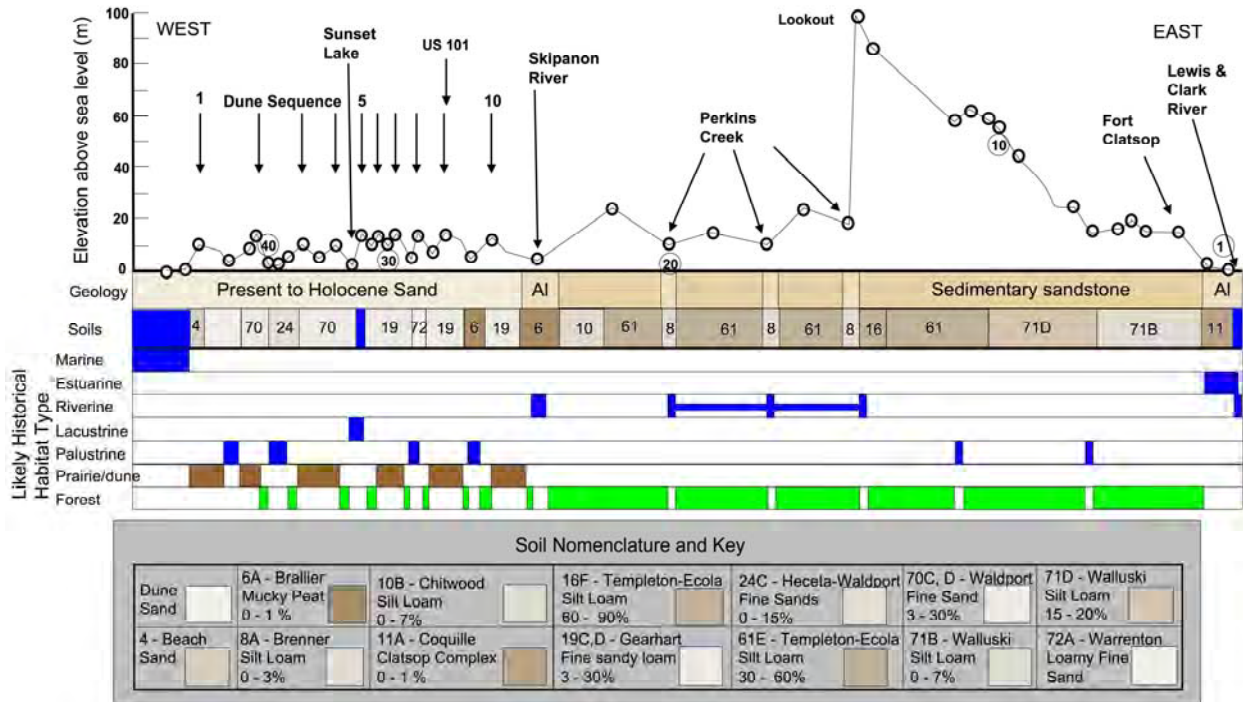 Elevation above sea level (m)
100
80
60
40
20
0
WEST
EAST
Sunset
Lake
US 101
Skipanon
River
Lookout
Lewis &
Clark
River
1
Dune Sequence
5
10
Perkins
Creek
Fort
Clatsop
40
30
20
10
1
Geology
Present to Holocene Sand
Al
Sedimentary sandstone
Al
Soils
4
70
24
70
19
72
19
6
19
6
10
61
8
61
8
61
8
16
61
71D
71B
11
Likely Historical
Habitat Type
Marine
Estuarine
Riverine
Lacustrine
Palustrine
Prairie/dune
Forest
Soil Nomenclature and Key
Dune
Sand
6A - Brallier
Mucky Peat
0 - 1 %
10B - Chitwood
Silt Loam
0 - 7%
16F - Templeton-Ecola
Silt Loam
60 - 90%
24C - Heceta-Waldport
Fine Sands
0 - 15%
70C, D - Waldport
Fine Sand
3 - 30%
71D - Walluski
Silt Loam
15 - 20%
4 - Beach
Sand
8A - Brenner
Silt Loam
0 - 3%
11A - Coquille
Clatsop Complex
0 - 1 %
19C,D - Gearhart
Fine sandy loam
3 - 30%
61E - Templeton-Ecola
Silt Loam
30 - 60%
71B - Walluski
Silt Loam
0 - 7%
72A - Warrenton
Loamy Fine
Sand